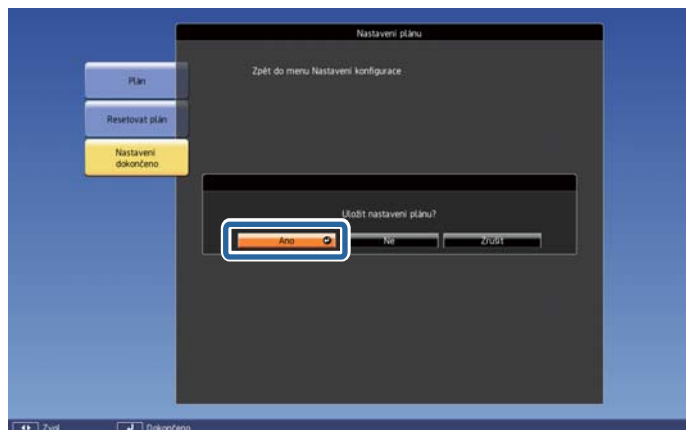 Nastavení plánu
Zpět do menu Nastavení konfigurace
Plán
Resetovat plán
Nastavení
dokončeno
Uložit nastavení plánu?
Ano Ne Zrušit
Zvol Dokončeno